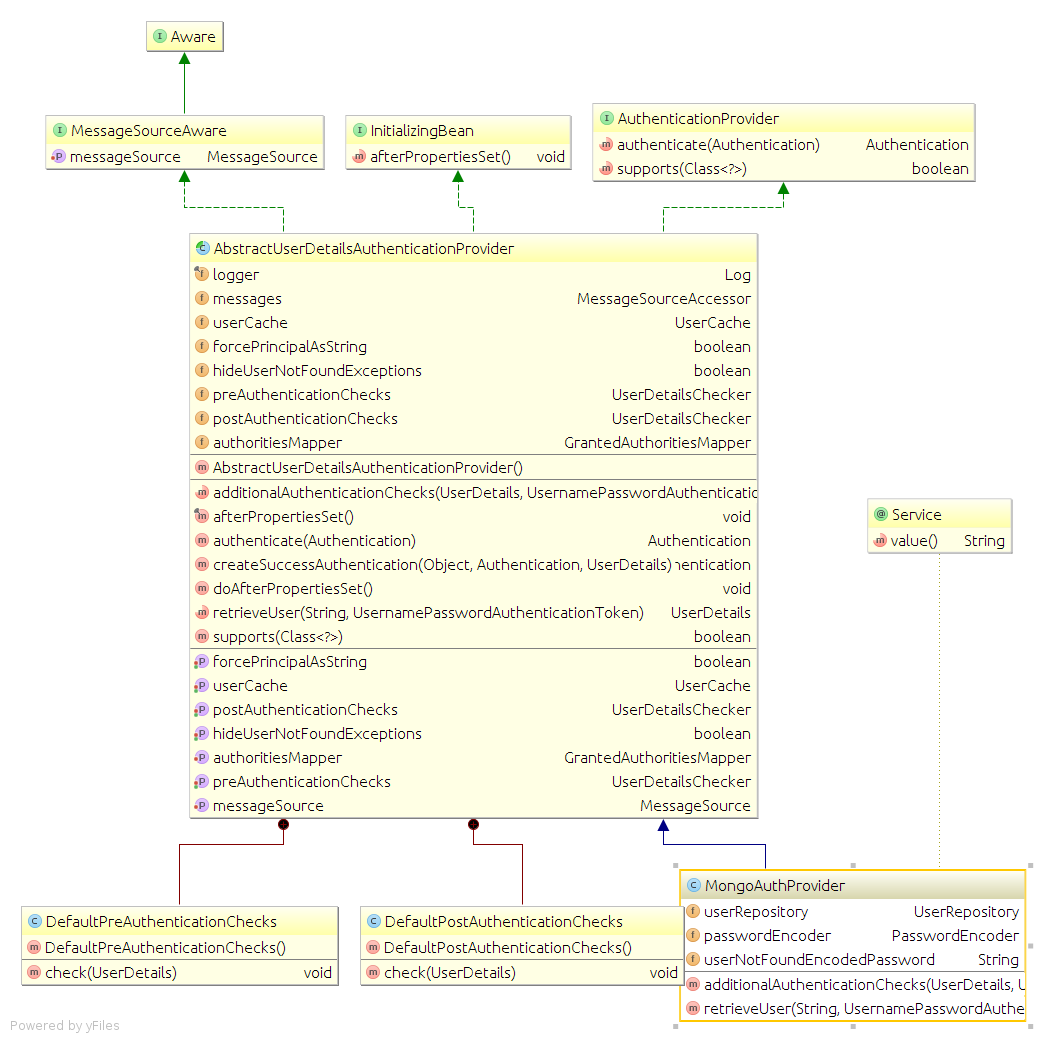 Aware
MessageSourceAware
messageSource MessageSource
InitializingBean
afterPropertiesSet() void
AuthenticationProvider
authenticate(Authentication) Authentication
supports(Class<?>) boolean
AbstractUserDetailsAuthenticationProvider
logger Log
messages MessageSourceAccessor
userCache UserCache
forcePrincipalAsString boolean
hideUserNotFoundExceptions boolean
preAuthenticationChecks UserDetailsChecker
postAuthenticationChecks UserDetailsChecker
authoritiesMapper GrantedAuthoritiesMapper
AbstractUserDetailsAuthenticationProvider()
additionalAuthenticationChecks(UserDetails, UsernamePasswordAuthenticatic
afterPropertiesSet() void
authenticate(Authentication) Authentication
createSuccessAuthentication(Object, Authentication, UserDetails) hentication
doAfterPropertiesSet() void
retrieveUser(String, UsernamePasswordAuthenticationToken) UserDetails
supports(Class<?>) boolean
forcePrincipalAsString boolean
userCache UserCache
postAuthenticationChecks UserDetailsChecker
hideUserNotFoundExceptions boolean
authoritiesMapper GrantedAuthoritiesMapper
preAuthenticationChecks UserDetailsChecker
messageSource MessageSource
Service
value() String
DefaultPreAuthenticationChecks
DefaultPreAuthenticationChecks()
check(UserDetails) void
DefaultPostAuthenticationChecks
DefaultPostAuthenticationChecks()
check(UserDetails) void
MongoAuthProvider
userRepository UserRepository
passwordEncoder PasswordEncoder
userNotFoundEncodedPassword String
additionalAuthenticationChecks(UserDetails, U
retrieveUser(String, UsernamePasswordAuthe
Powered by yFiles